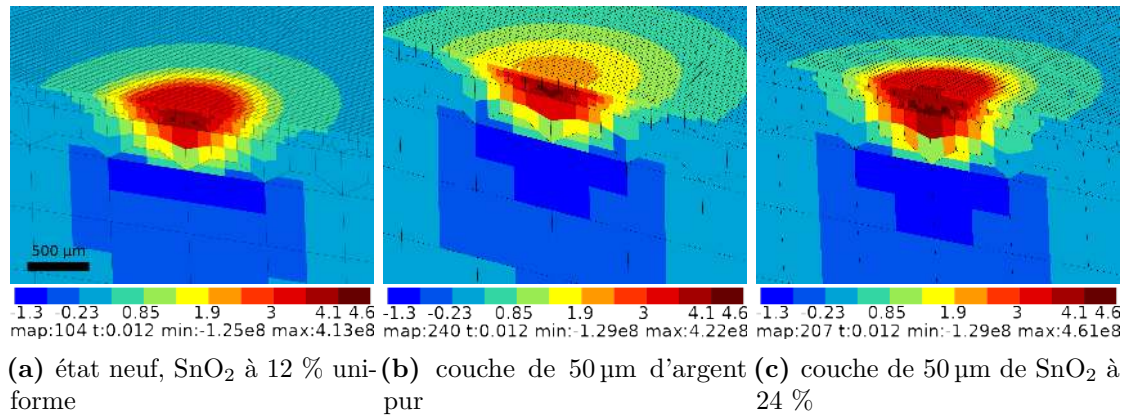 500 µm
-1.3 -0.23 0.85 1.9 3 4.1 4.6
map:104 t:0.012 min:-1.25e8 max:4.13e8
-1.3 -0.23 0.85 1.9 3 4.1 4.6
map:240 t:0.012 min:-1.29e8 max:4.22e8
-1.3 -0.23 0.85 1.9 3 4.1 4.6
map:207 t:0.012 min:-1.29e8 max:4.61e8
(a) état neuf, SnO₂ à 12 % uni-
forme
(b) couche de 50 µm d'argent
pur
(c) couche de 50 µm de SnO₂ à
24 %